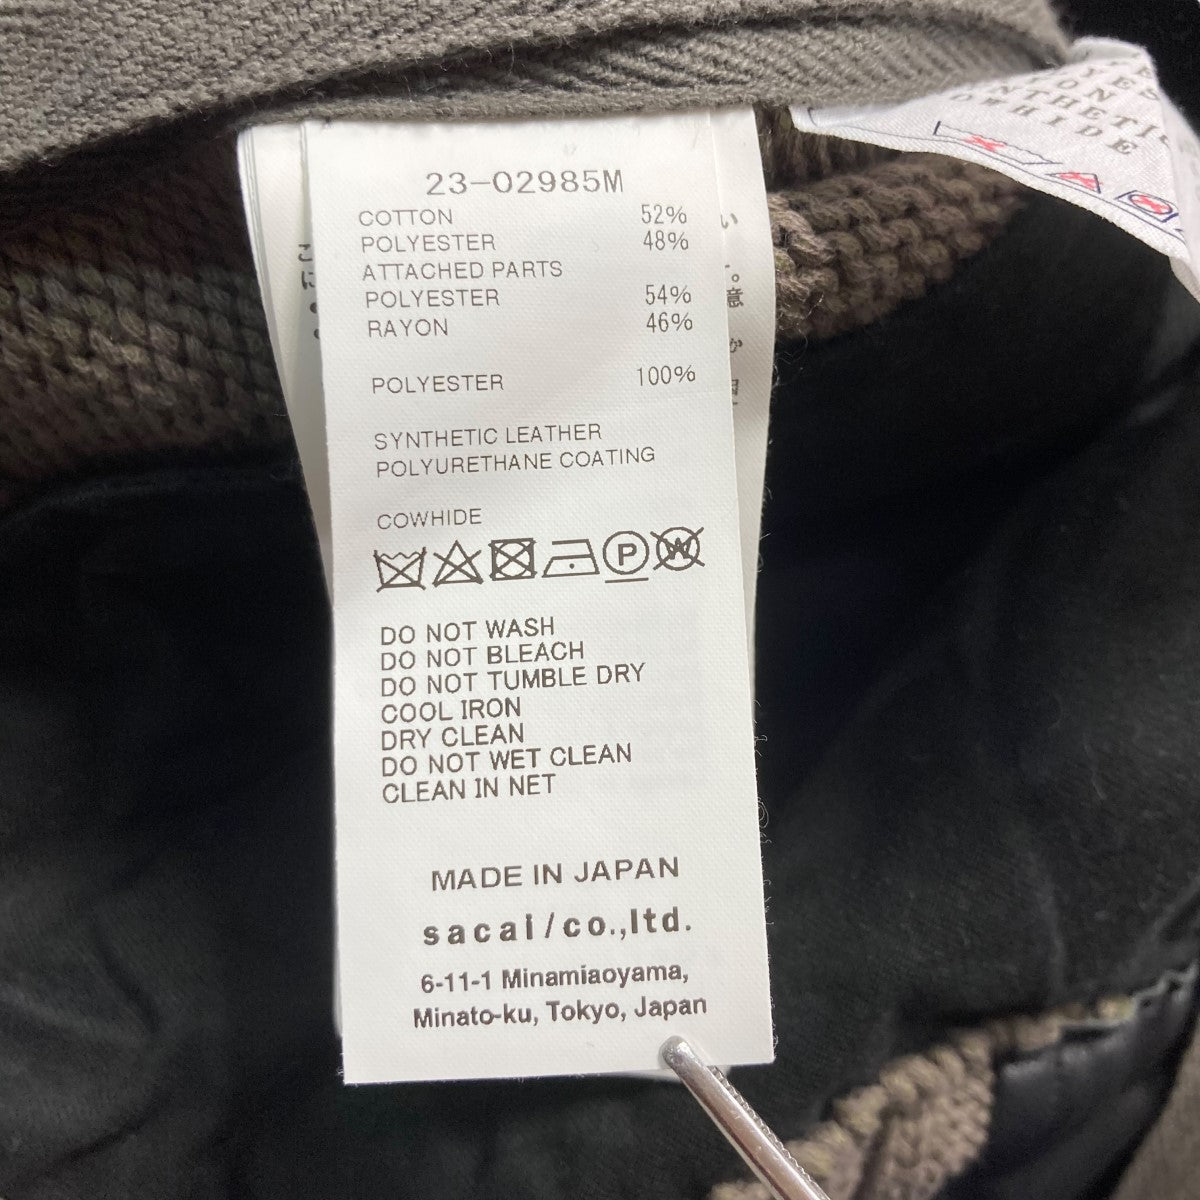 23-02985M
COTTON 52%
POLYESTER 48%
ATTACHED PARTS
POLYESTER 54%
RAYON 46%
POLYESTER 100%
SYNTHETIC LEATHER
POLYURETHANE COATING
COWHIDE
P W
DO NOT WASH
DO NOT BLEACH
DO NOT TUMBLE DRY
COOL IRON
DRY CLEAN
DO NOT WET CLEAN
CLEAN IN NET
MADE IN JAPAN
sacai/co.,ltd.
6-11-1 Minamiaoyama,
Minato-ku, Tokyo, Japan
COWHIDE